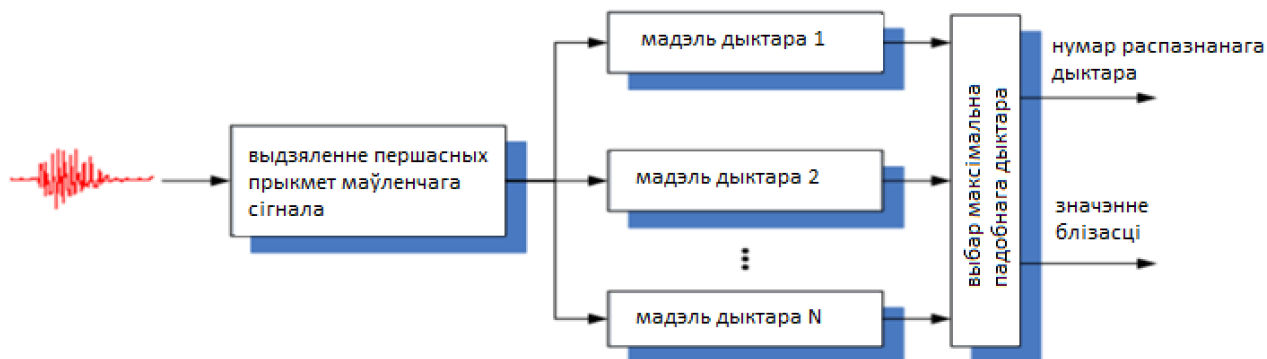 выдзяленне першасных
прыкмет маўленчага
сігнала
мадэль дыктара 1
мадэль дыктара 2
мадэль дыктара N
выбар максімальна
падобнага дыктара
нумар распазнанага
дыктара
значэнне
блізасці